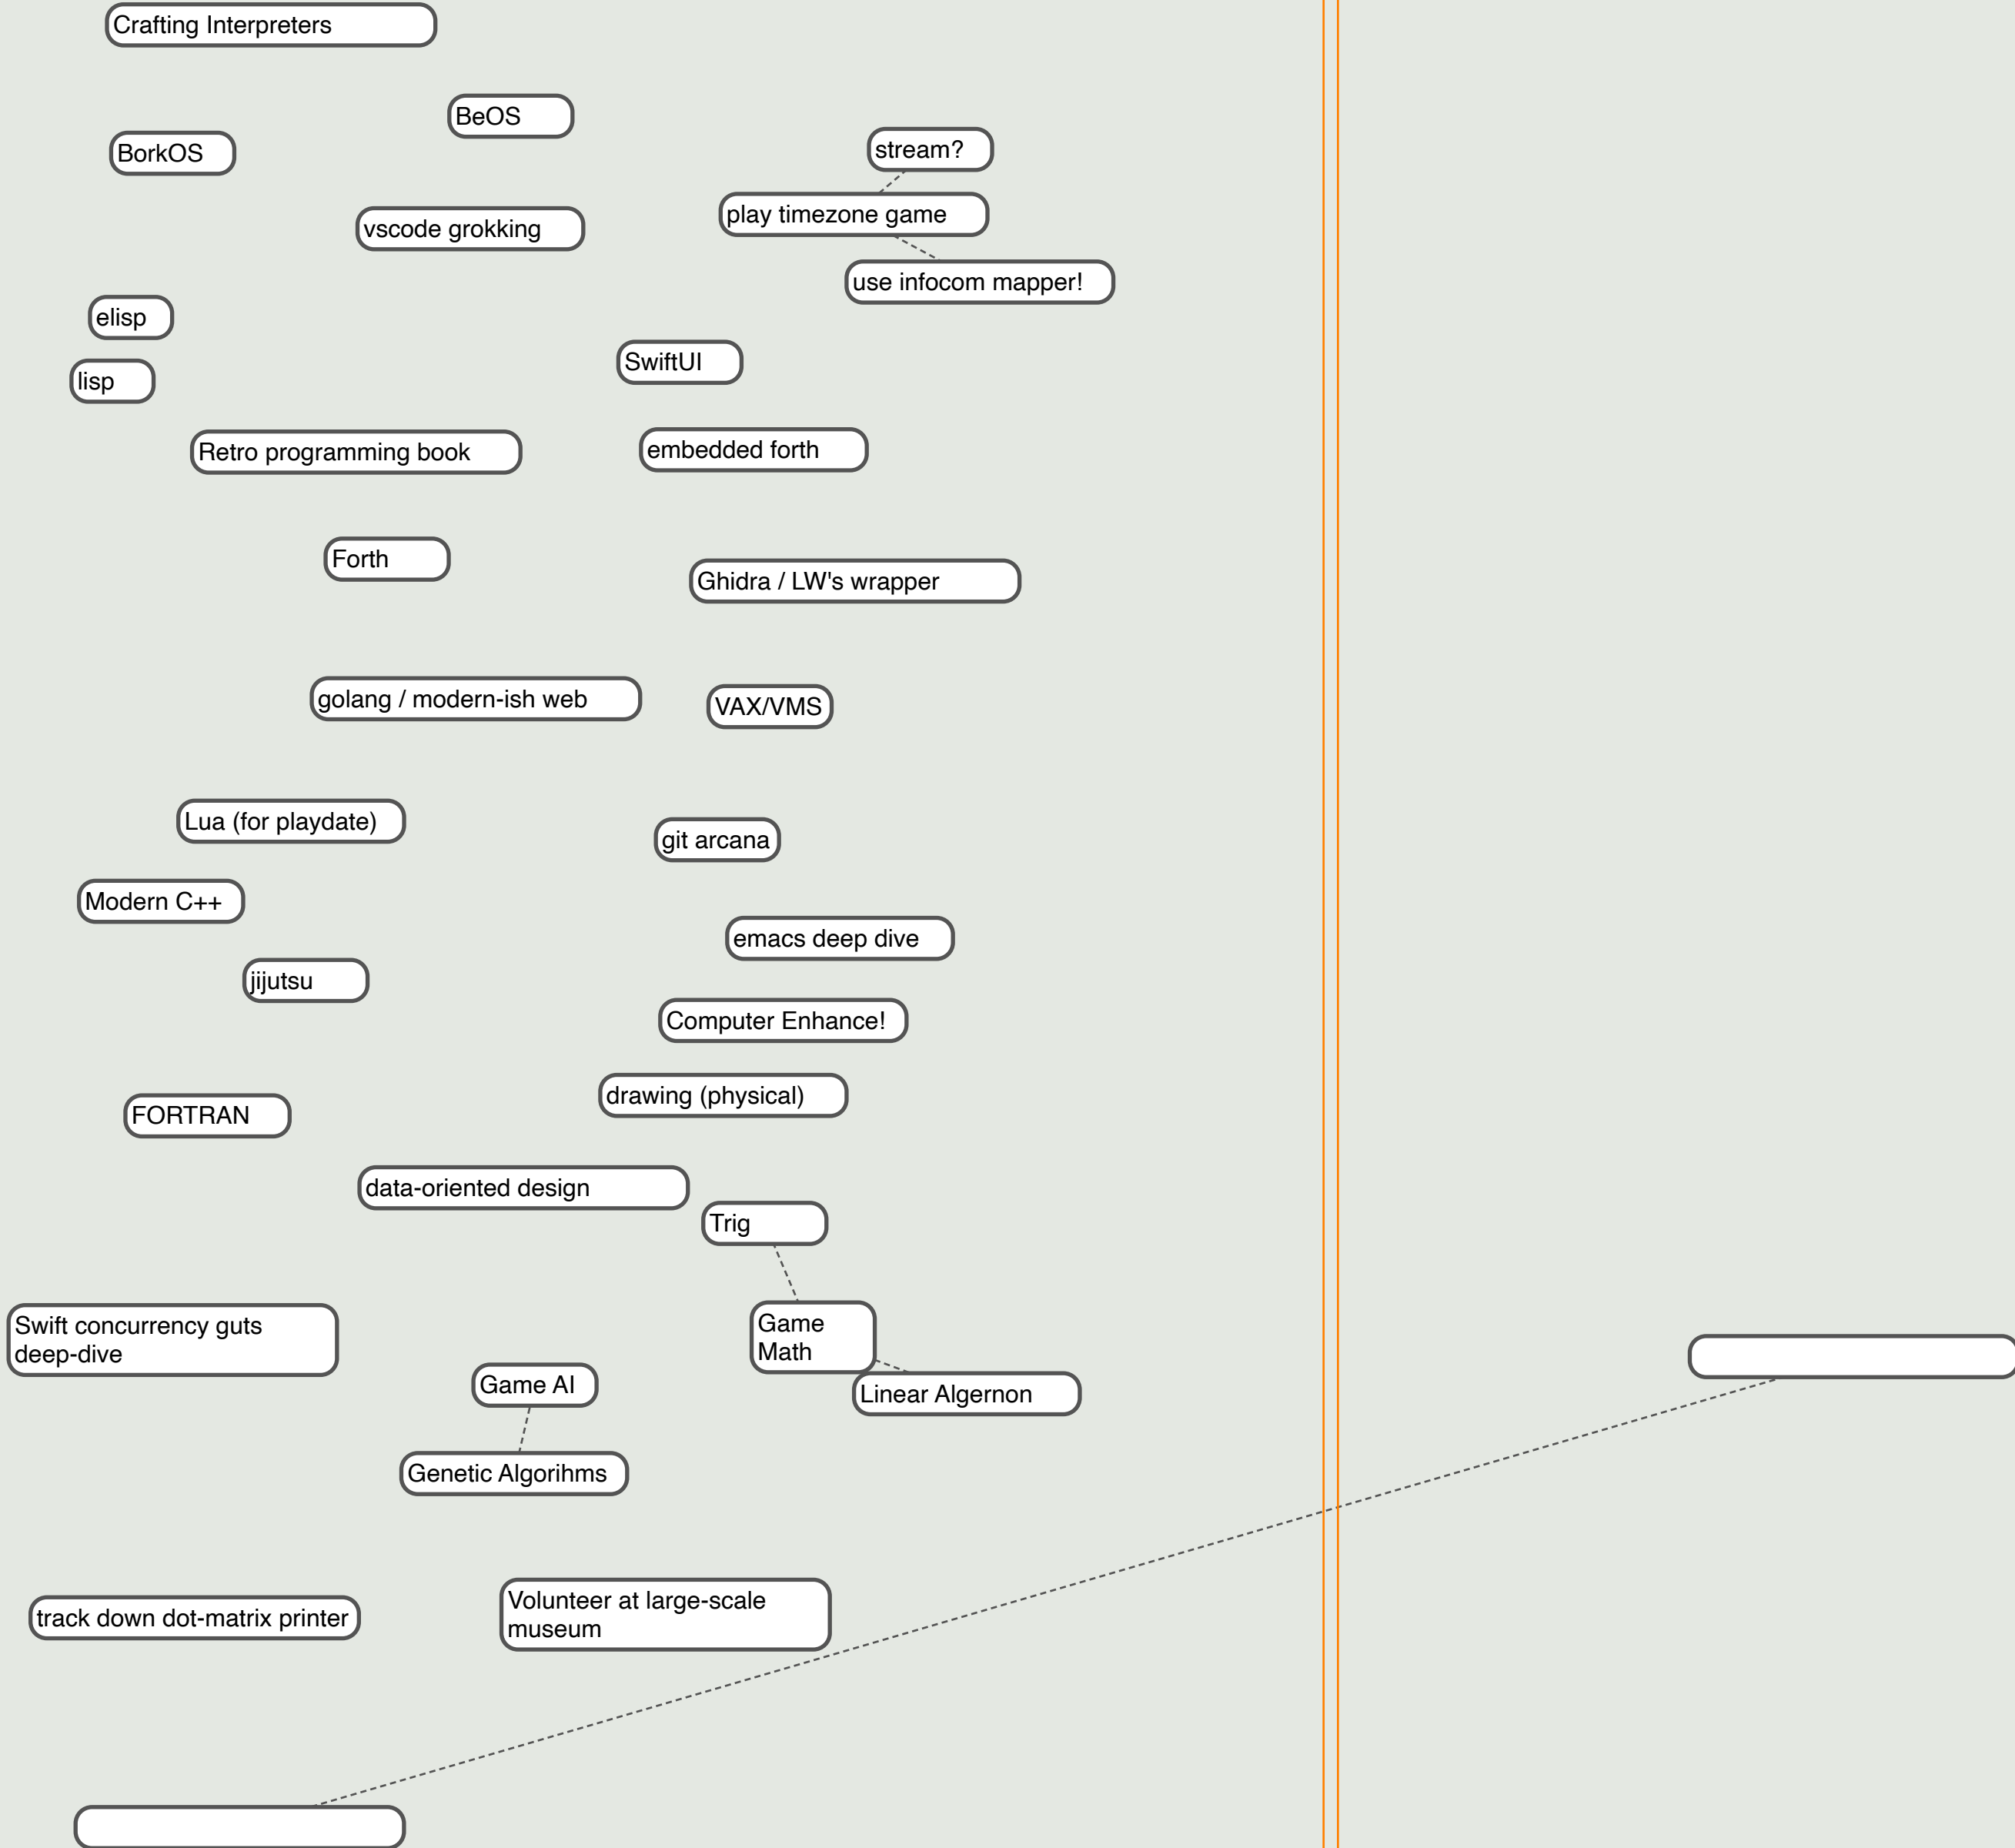 Crafting Interpreters
BeOS
BorkOS
stream?
play timezone game
vscode grokking
use infocom mapper!
elisp
SwiftUI
lisp
Retro programming book
embedded forth
Forth
Ghidra / LW's wrapper
golang / modern-ish web
VAX/VMS
Lua (for playdate)
git arcana
Modern C++
emacs deep dive
jijutsu
Computer Enhance!
drawing (physical)
FORTRAN
data-oriented design
Trig
Swift concurrency guts
deep-dive
Game
Math
Game AI
Linear Algernon
Genetic Algorihms
track down dot-matrix printer
Volunteer at large-scale
museum